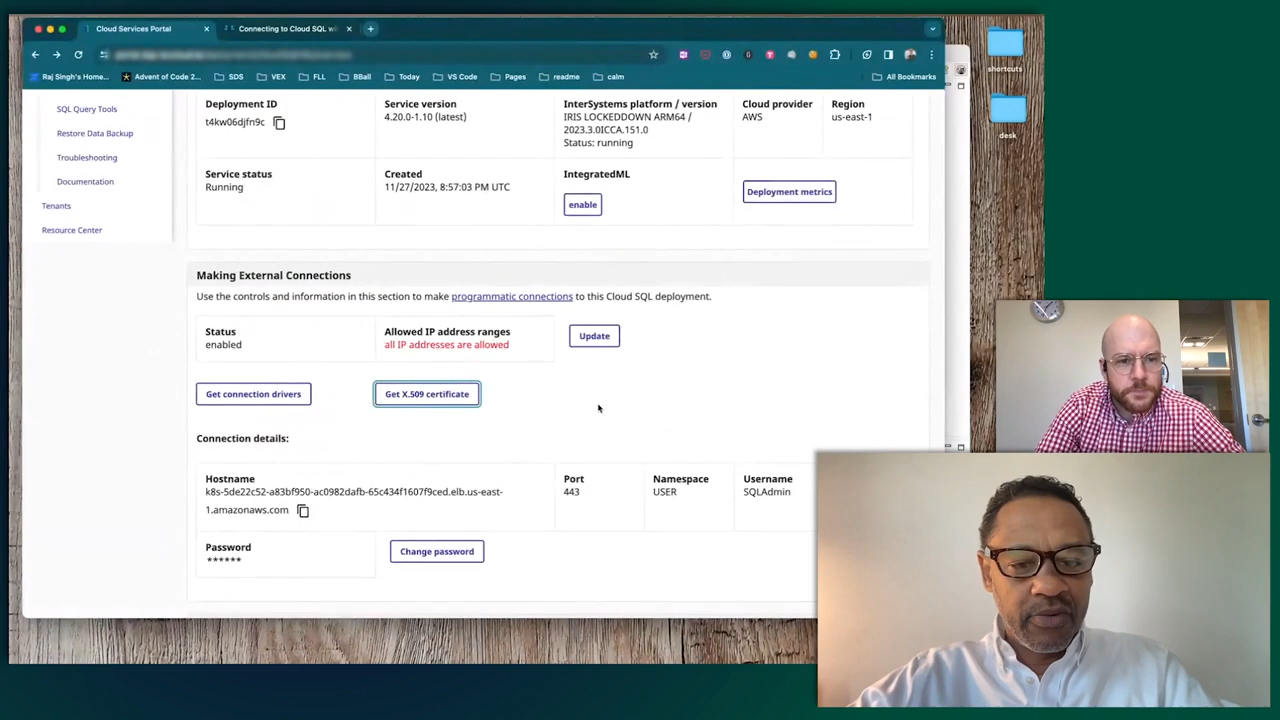 Cloud Services Portal
Connecting to Cloud SQL wi
Raj Singh's Home...
Advent of Code 2...
SDS
VEX
FLL
BBall
Today
VS Code
Pages
readme
calm
All Bookmarks
shortcuts
desk
SQL Query Tools
Restore Data Backup
Troubleshooting
Documentation
Tenants
Resource Center
Deployment ID
t4kw06djfn9c
Service version
4.20.0-1.10 (latest)
InterSystems platform / version
IRIS LOCKEDDOWN ARM64 /
2023.3.0ICCA.151.0
Status: running
Cloud provider
AWS
Region
us-east-1
Service status
Running
Created
11/27/2023, 8:57:03 PM UTC
IntegratedML
enable
Deployment metrics
Making External Connections
Use the controls and information in this section to make programmatic connections to this Cloud SQL deployment.
Status
enabled
Allowed IP address ranges
all IP addresses are allowed
Update
Get connection drivers
Get X.509 certificate
Connection details:
Hostname
k8s-5de22c52-a83bf950-ac0982dafb-65c434f1607f9ced.elb.us-east-
1.amazonaws.com
Port
443
Namespace
USER
Username
SQLAdmin
Password
******
Change password